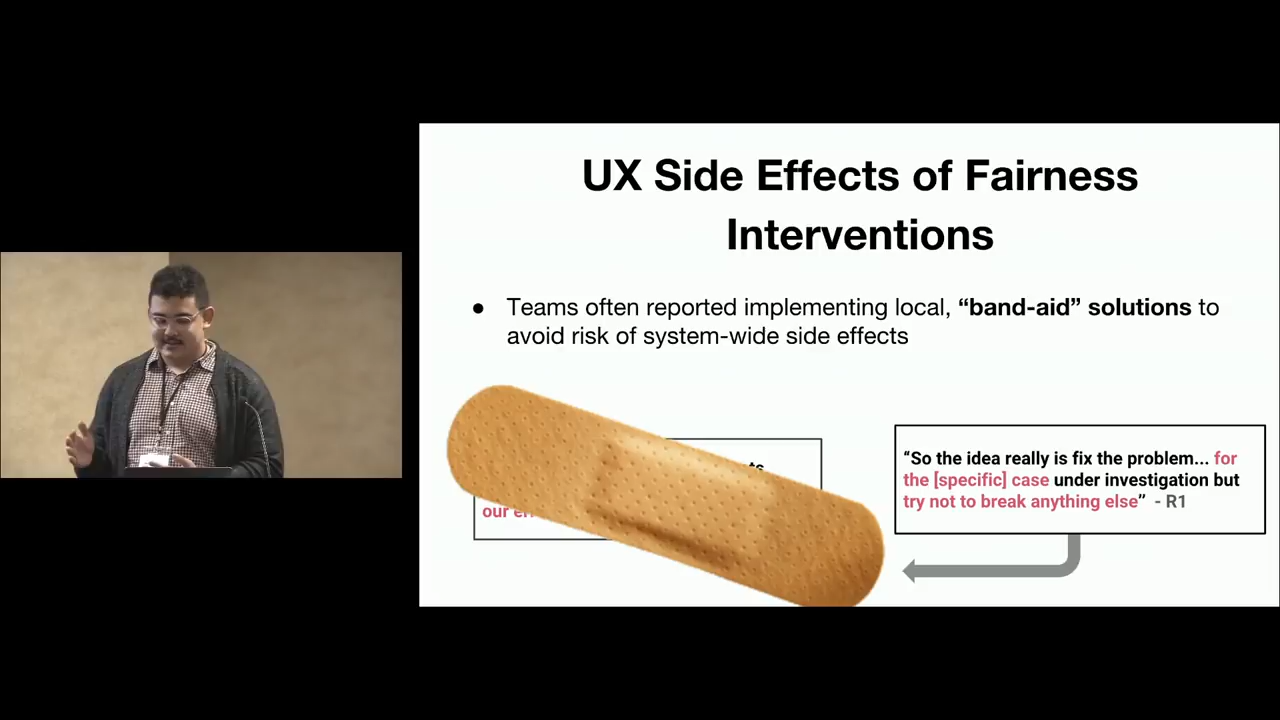 UX Side Effects of Fairness
Interventions
● Teams often reported implementing local, “band-aid” solutions to
avoid risk of system-wide side effects
our
“So the idea really is fix the problem... for
the [specific] case under investigation but
try not to break anything else” - R1